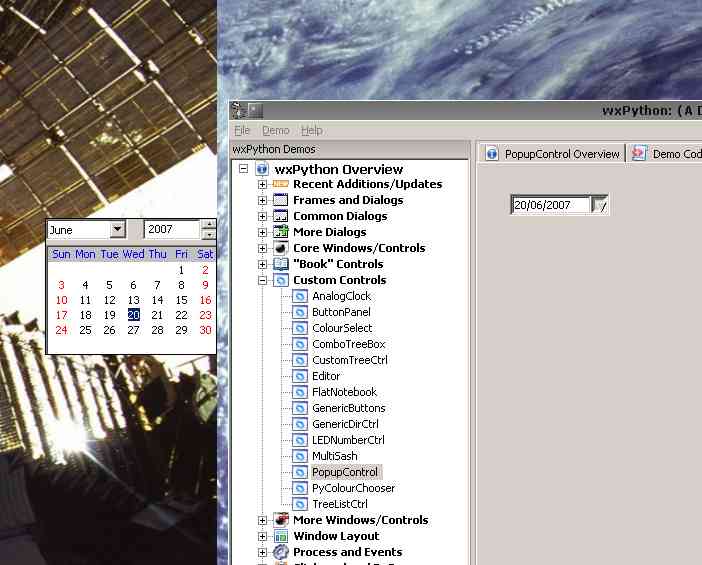 wxPython: (A D
File Demo Help
wxPython Demos
PopupControl Overview Demo Cod
wxPython Overview
NEW Recent Additions/Updates
Frames and Dialogs
Common Dialogs
More Dialogs
Core Windows/Controls
"Book" Controls
Custom Controls
AnalogClock
ButtonPanel
ColourSelect
ComboTreeBox
CustomTreeCtrl
Editor
FlatNotebook
GenericButtons
GenericDirCtrl
LEDNumberCtrl
MultiSash
PopupControl
PyColourChooser
TreeListCtrl
More Windows/Controls
Window Layout
Process and Events
20/06/2007
June 2007
Sun Mon Tue Wed Thu Fri Sat
1 2
3 4 5 6 7 8 9
10 11 12 13 14 15 16
17 18 19 20 21 22 23
24 25 26 27 28 29 30